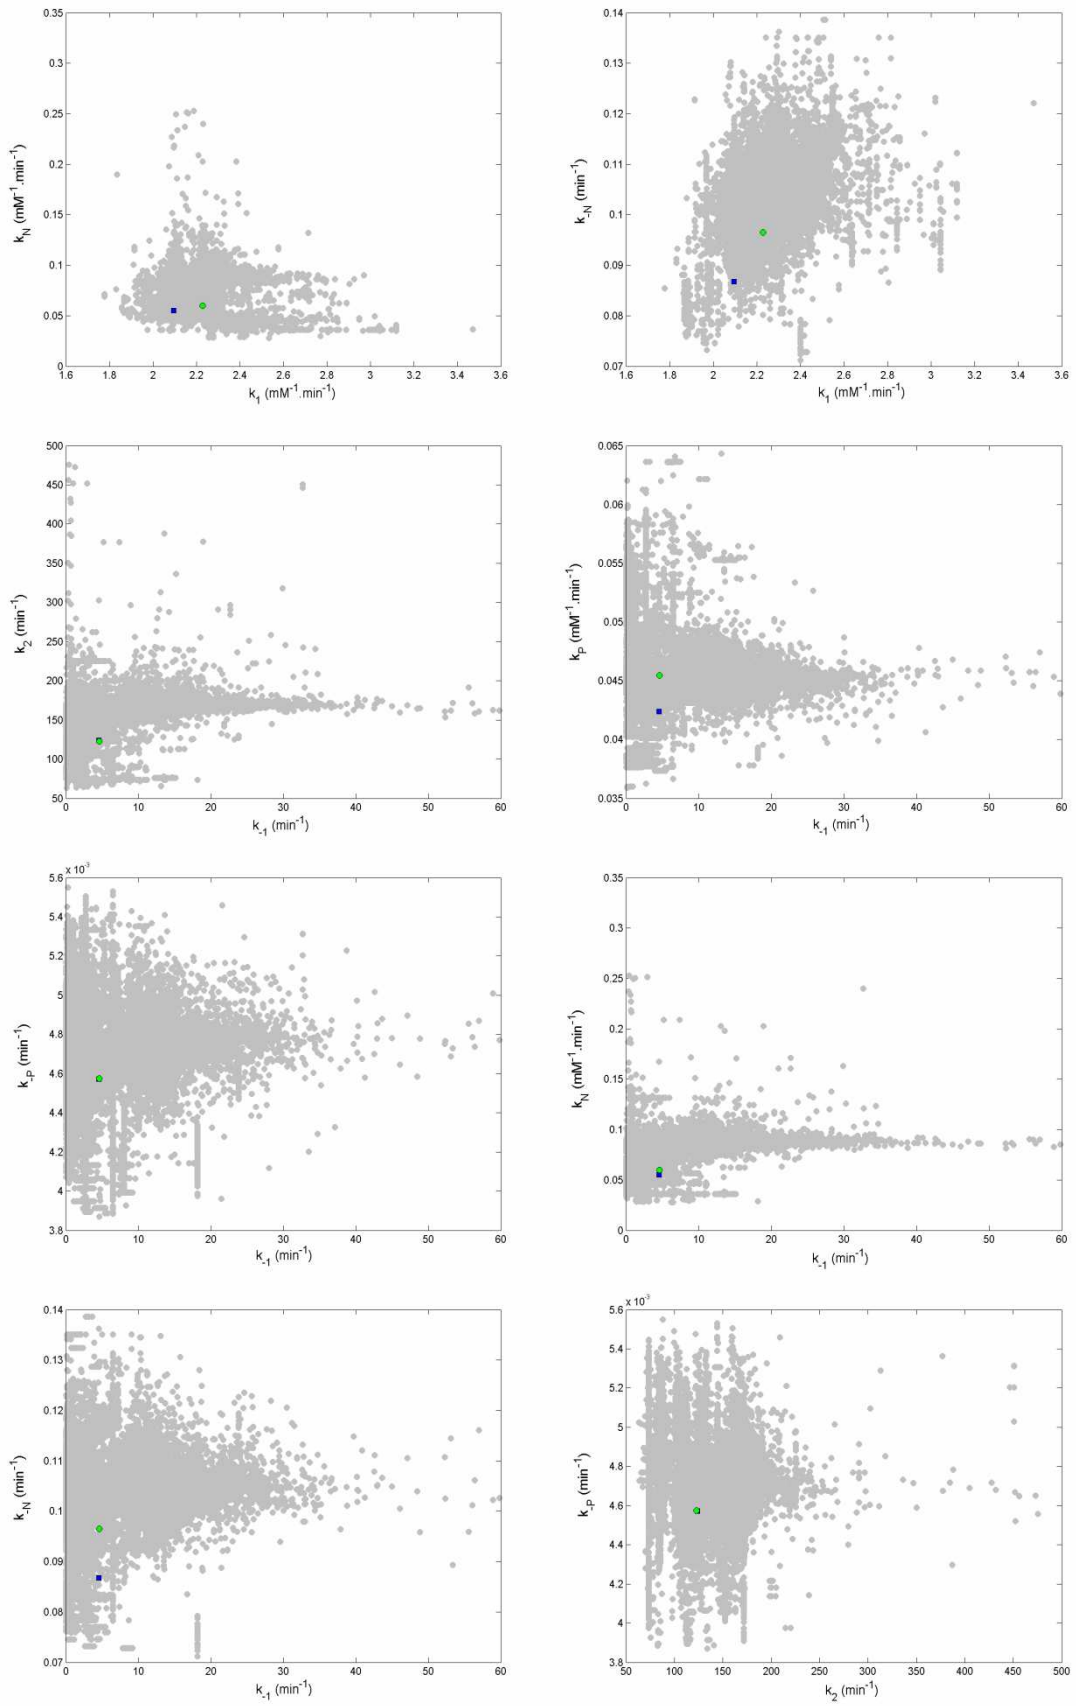 0.35 0.3 0.25 0.2 0.15 0.1 0.05 0
k_N (mM^-1.min^-1)
1.6 1.8 2 2.2 2.4 2.6 2.8 3 3.2 3.4 3.6
k_1 (mM^-1.min^-1)
0.14 0.13 0.12 0.11 0.1 0.09 0.08 0.07
k_-N (min^-1)
1.6 1.8 2 2.2 2.4 2.6 2.8 3 3.2 3.4 3.6
k_1 (mM^-1.min^-1)
500 450 400 350 300 250 200 150 100 50
k_2 (min^-1)
0 10 20 30 40 50 60
k_-1 (min^-1)
0.065 0.06 0.055 0.05 0.045 0.04 0.035
k_P (mM^-1.min^-1)
0 10 20 30 40 50 60
k_-1 (min^-1)
x 10^-3
5.6 5.4 5.2 5 4.8 4.6 4.4 4.2 4 3.8
k_-P (min^-1)
0 10 20 30 40 50 60
k_-1 (min^-1)
0.35 0.3 0.25 0.2 0.15 0.1 0.05 0
k_N (mM^-1.min^-1)
0 10 20 30 40 50 60
k_-1 (min^-1)
0.14 0.13 0.12 0.11 0.1 0.09 0.08 0.07
k_-N (min^-1)
0 10 20 30 40 50 60
k_-1 (min^-1)
x 10^-3
5.6 5.4 5.2 5 4.8 4.6 4.4 4.2 4 3.8
k_-P (min^-1)
50 100 150 200 250 300 350 400 450 500
k_2 (min^-1)